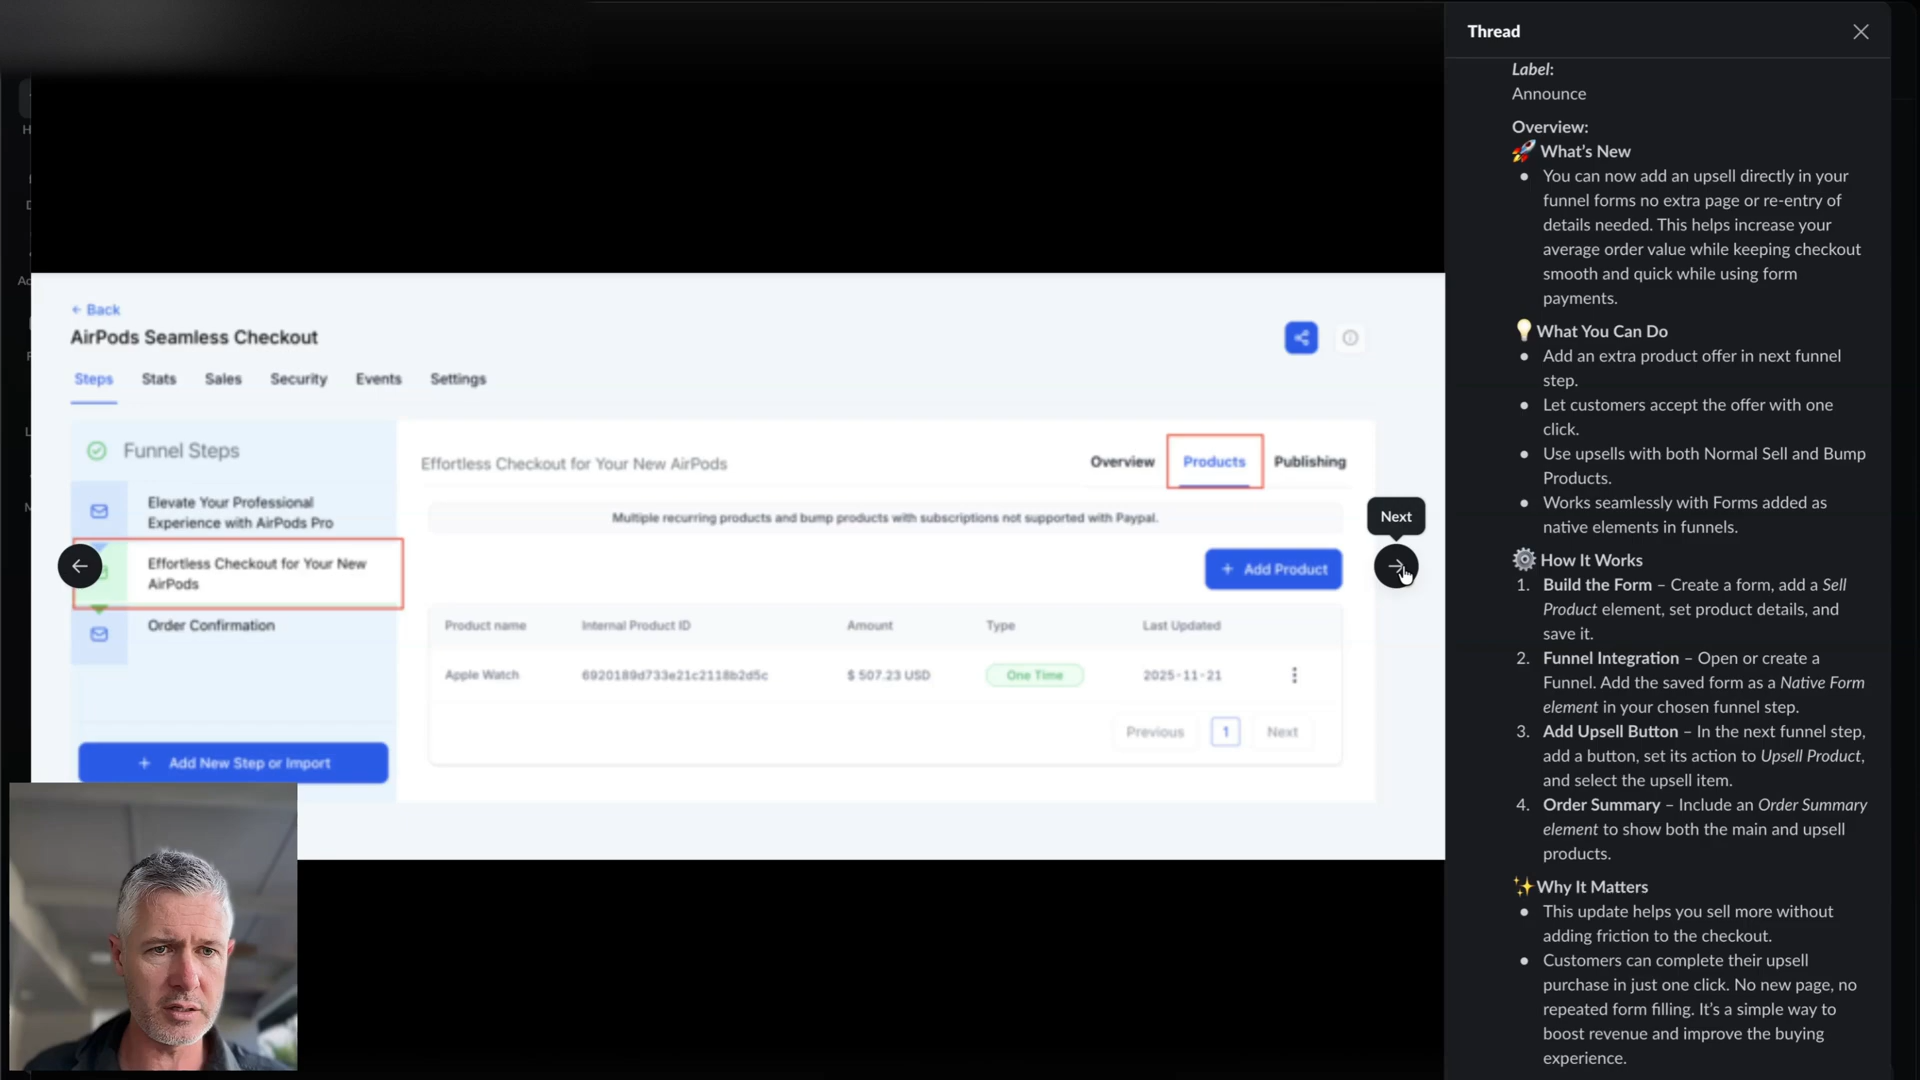 ← Back
AirPods Seamless Checkout
Steps Stats Sales Security Events Settings
Funnel Steps
Elevate Your Professional
Experience with AirPods Pro
Effortless Checkout for Your New
AirPods
Order Confirmation
+ Add New Step or Import
Effortless Checkout for Your New AirPods
Overview Products Publishing
Multiple recurring products and bump products with subscriptions not supported with Paypal.
+ Add Product
Product name Internal Product ID Amount Type Last Updated
Apple Watch 6920189d733e21c2118b2d5c $ 507.23 USD One Time 2025-11-21
Previous 1 Next
Next
Thread
Label:
Announce
Overview:
🚀 What's New
• You can now add an upsell directly in your
funnel forms no extra page or re-entry of
details needed. This helps increase your
average order value while keeping checkout
smooth and quick while using form
payments.
💡 What You Can Do
• Add an extra product offer in next funnel
step.
• Let customers accept the offer with one
click.
• Use upsells with both Normal Sell and Bump
Products.
• Works seamlessly with Forms added as
native elements in funnels.
⚙️ How It Works
1. Build the Form – Create a form, add a Sell
Product element, set product details, and
save it.
2. Funnel Integration – Open or create a
Funnel. Add the saved form as a Native Form
element in your chosen funnel step.
3. Add Upsell Button – In the next funnel step,
add a button, set its action to Upsell Product,
and select the upsell item.
4. Order Summary – Include an Order Summary
element to show both the main and upsell
products.
✨ Why It Matters
• This update helps you sell more without
adding friction to the checkout.
• Customers can complete their upsell
purchase in just one click. No new page, no
repeated form filling. It's a simple way to
boost revenue and improve the buying
experience.